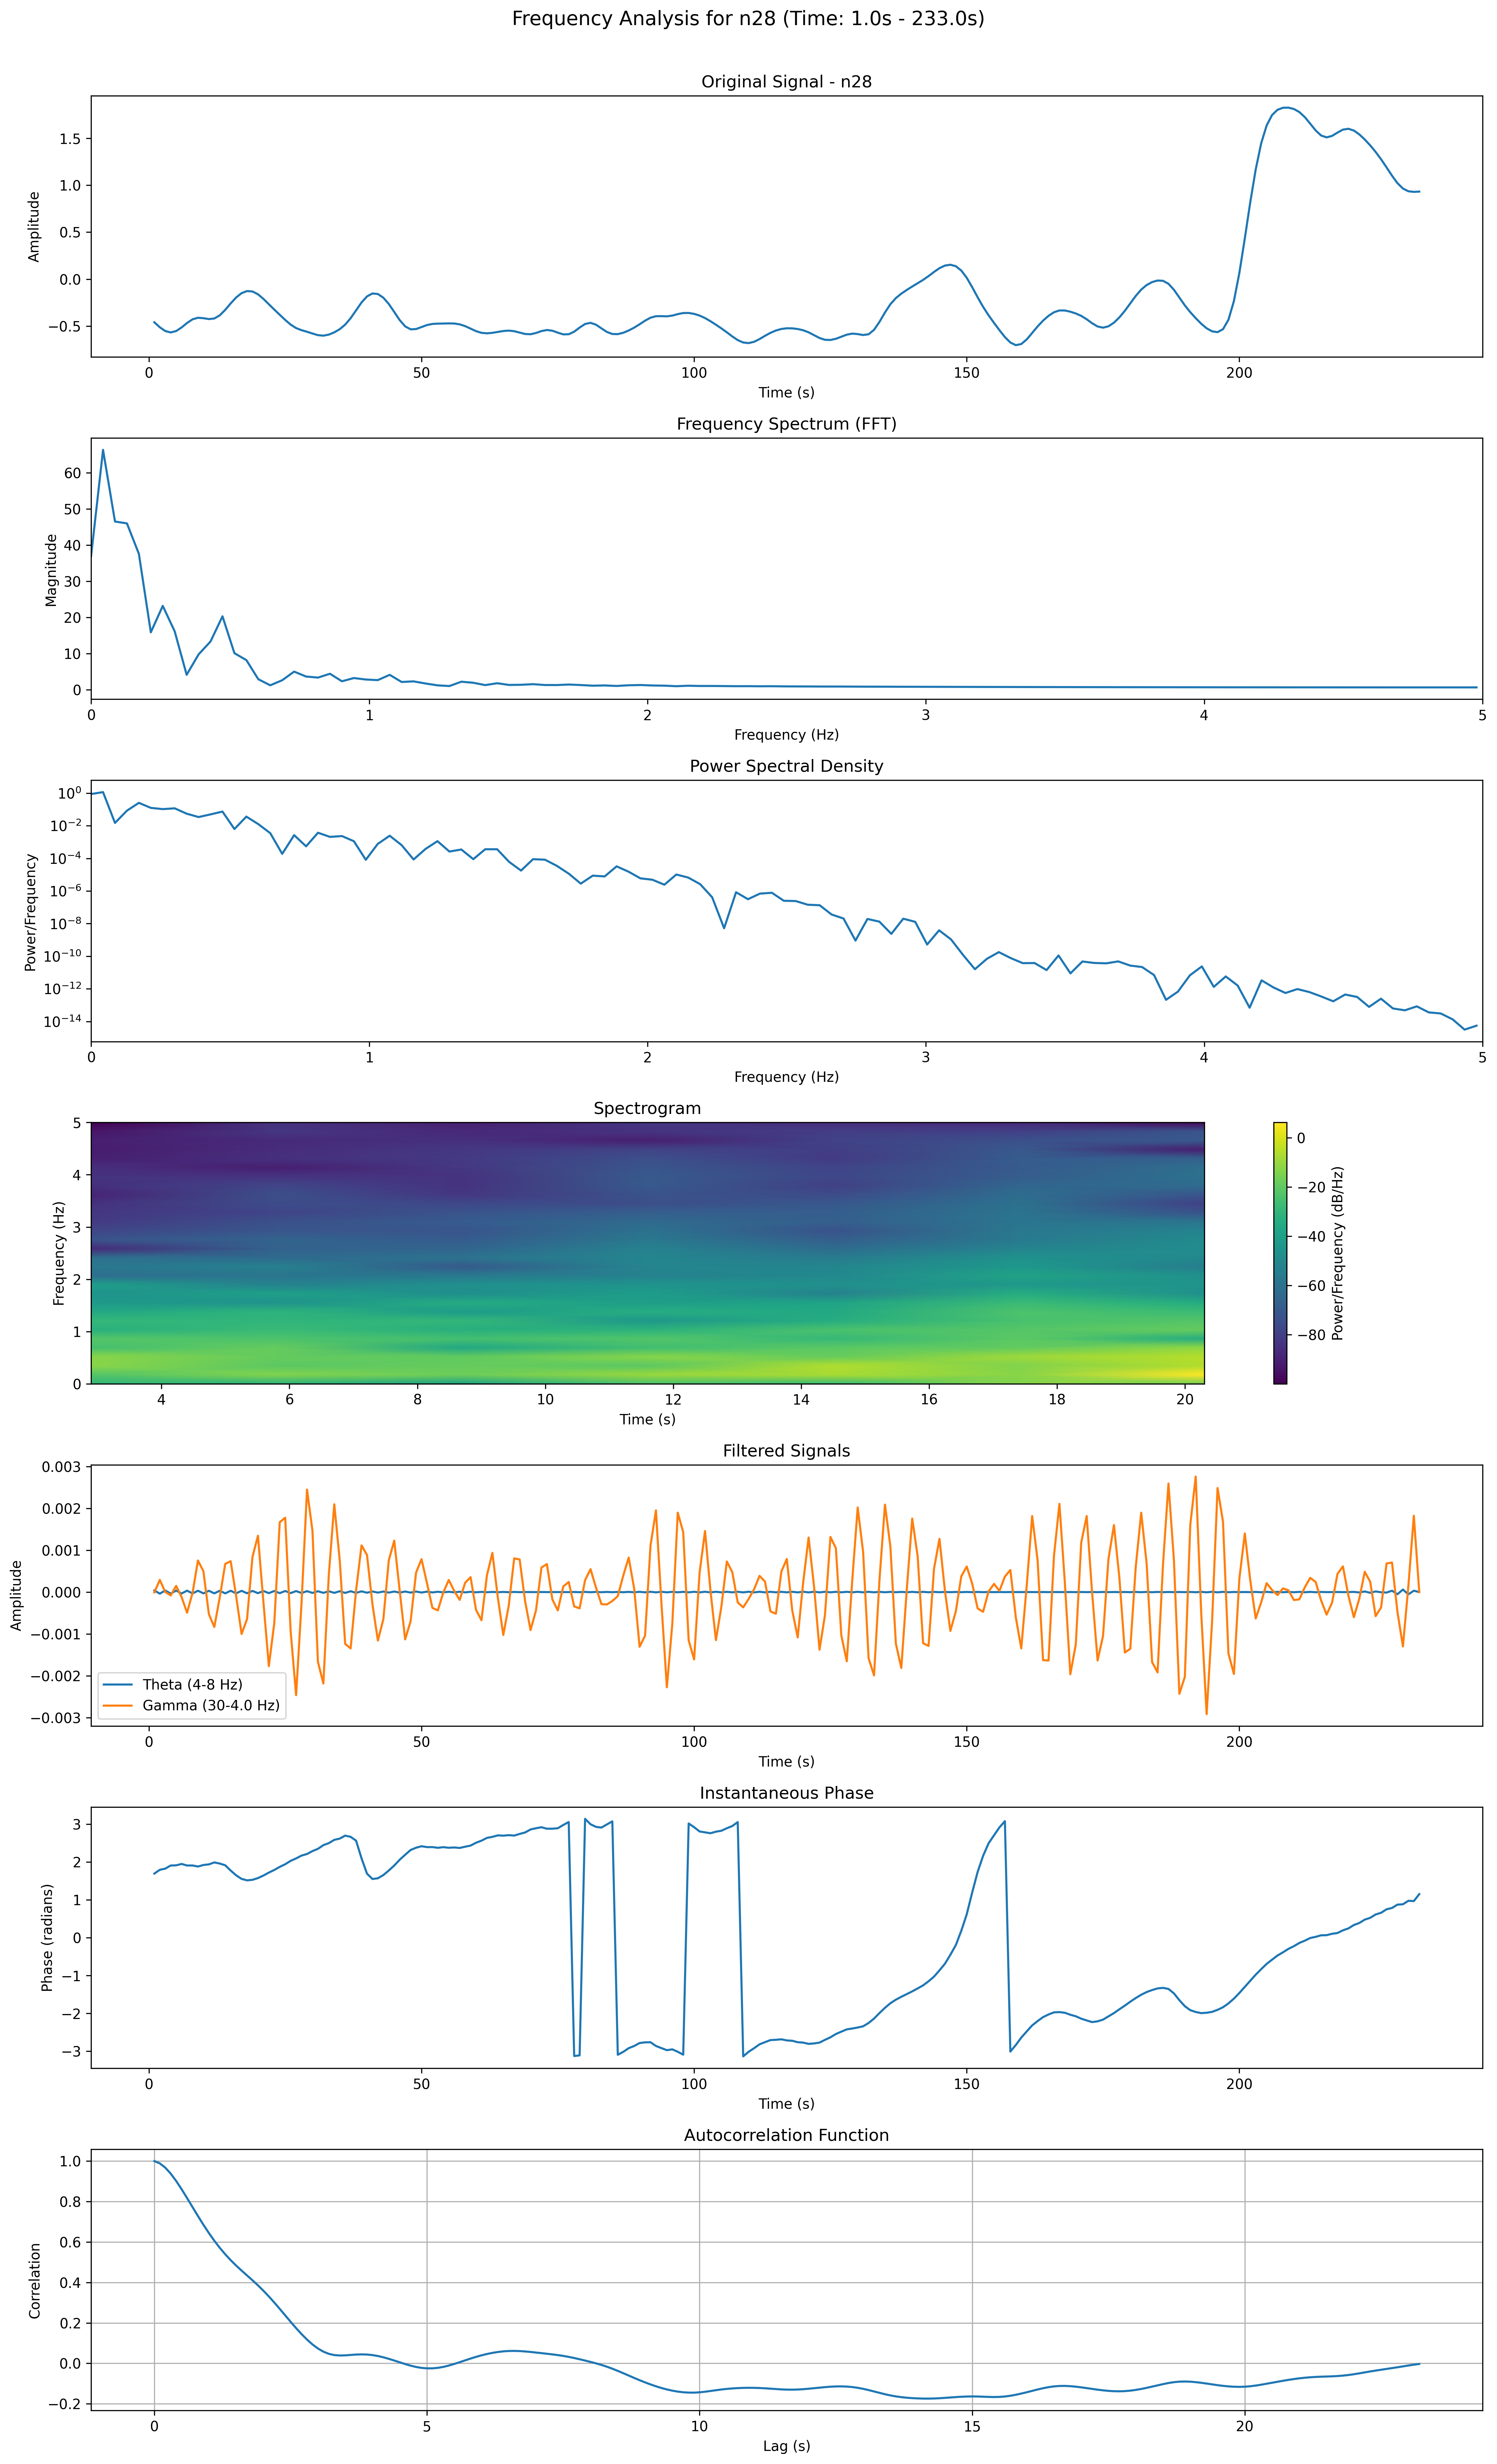 Frequency Analysis for n28 (Time: 1.0s - 233.0s)
Original Signal - n28
Amplitude
1.5
1.0
0.5
0.0
−0.5
0 50 100 150 200
Time (s)
Frequency Spectrum (FFT)
Magnitude
60
50
40
30
20
10
0
0 1 2 3 4 5
Frequency (Hz)
Power Spectral Density
Power/Frequency
10⁰
10⁻²
10⁻⁴
10⁻⁶
10⁻⁸
10⁻¹⁰
10⁻¹²
10⁻¹⁴
0 1 2 3 4 5
Frequency (Hz)
Spectrogram
Frequency (Hz)
5
4
3
2
1
0
4 6 8 10 12 14 16 18 20
Time (s)
0
−20
−40
−60
−80
Power/Frequency (dB/Hz)
Filtered Signals
Amplitude
0.003
0.002
0.001
0.000
−0.001
−0.002
−0.003
Theta (4-8 Hz)
Gamma (30-4.0 Hz)
0 50 100 150 200
Time (s)
Instantaneous Phase
Phase (radians)
3
2
1
0
−1
−2
−3
0 50 100 150 200
Time (s)
Autocorrelation Function
Correlation
1.0
0.8
0.6
0.4
0.2
0.0
−0.2
0 5 10 15 20
Lag (s)